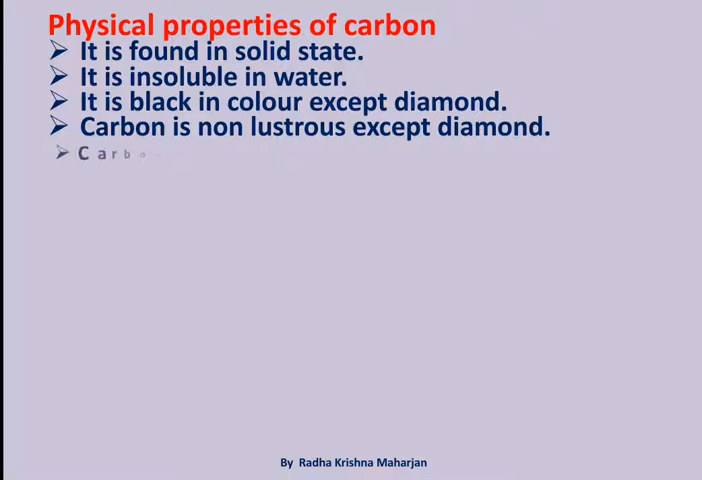 Physical properties of carbon
➢ It is found in solid state.
➢ It is insoluble in water.
➢ It is black in colour except diamond.
➢ Carbon is non lustrous except diamond.
➢ Carbo
By Radha Krishna Maharjan